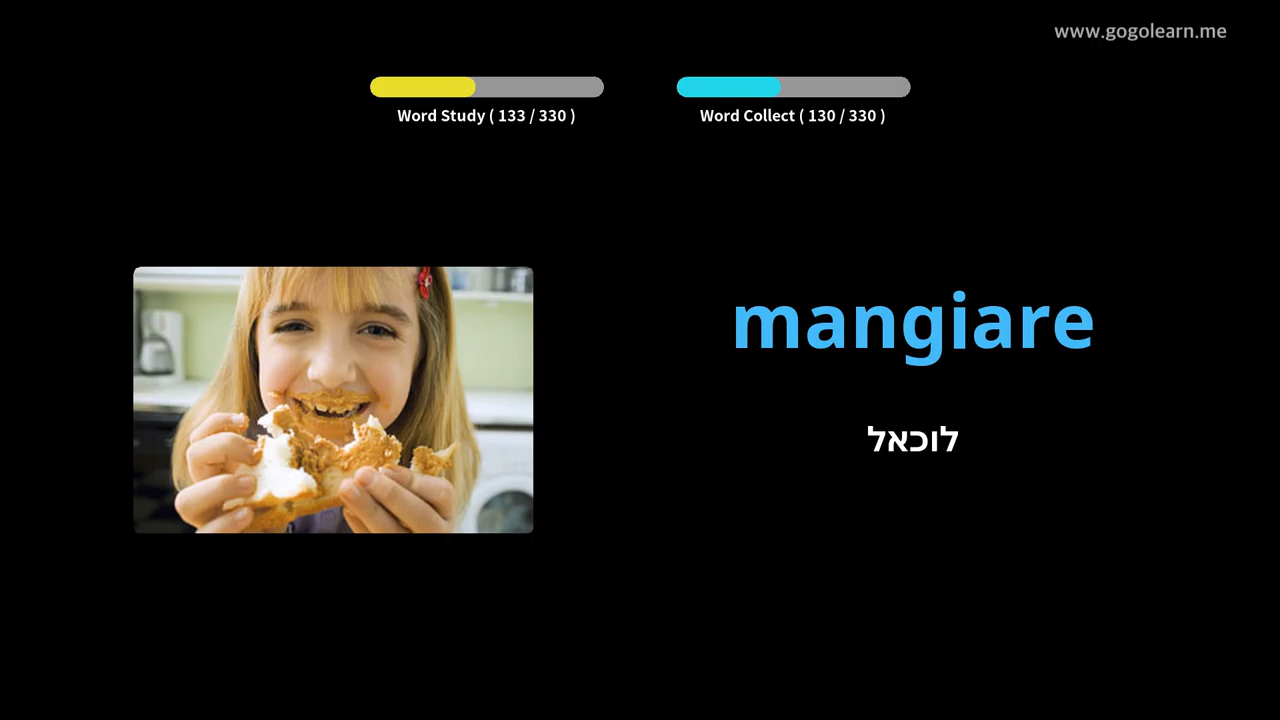 www.gogolearn.me
Word Study ( 133 / 330 )
Word Collect ( 130 / 330 )
mangiare
לוכאל